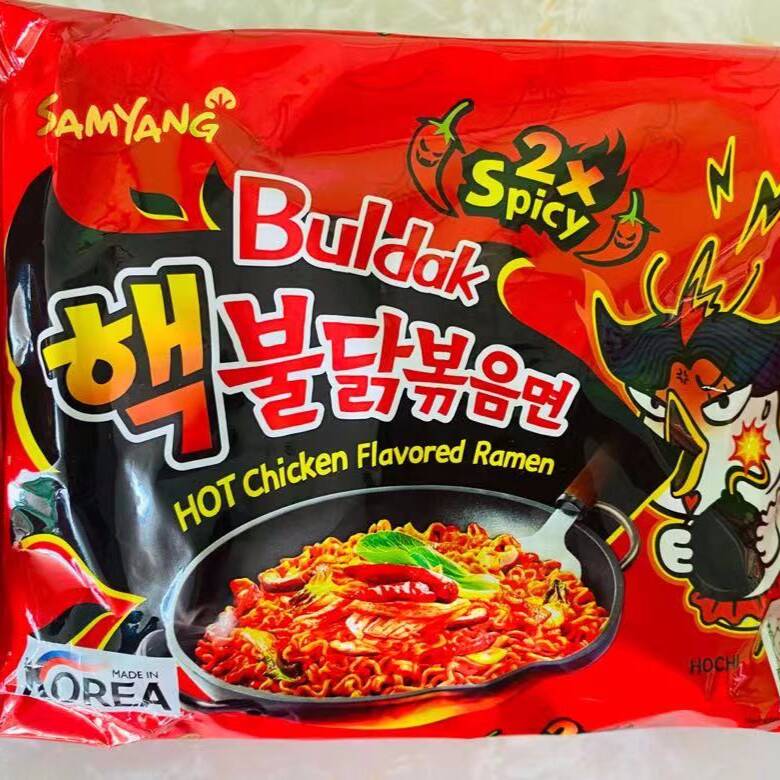 SAMYANG
2x
Spicy
Buldak
핵불닭볶음면
HOT Chicken Flavored Ramen
MADE IN
KOREA
HOCHI